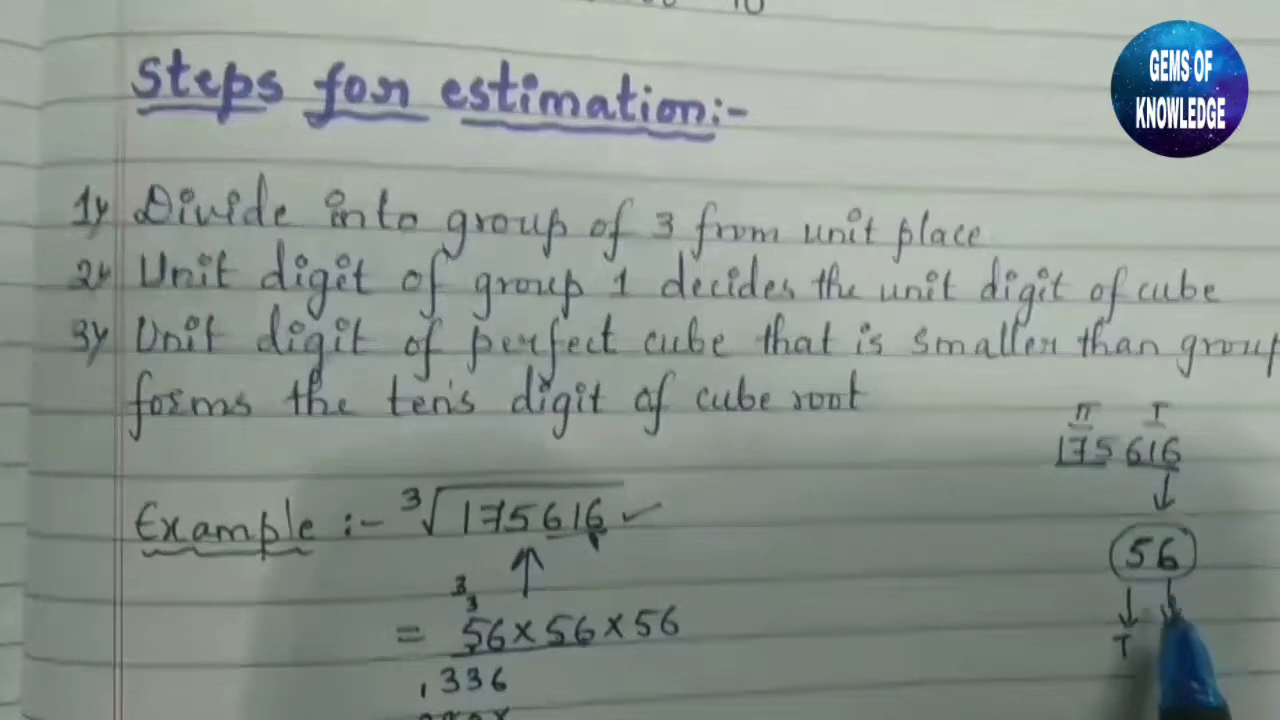 GEMS OF
KNOWLEDGE
Steps for estimation:-
1) Divide into group of 3 from unit place
2) Unit digit of group 1 decides the unit digit of cube
3) Unit digit of perfect cube that is smaller than group
forms the ten's digit of cube root
II I
175 616
Example :- ³√175616 ✓
56
3
3
= 56×56×56
T
336